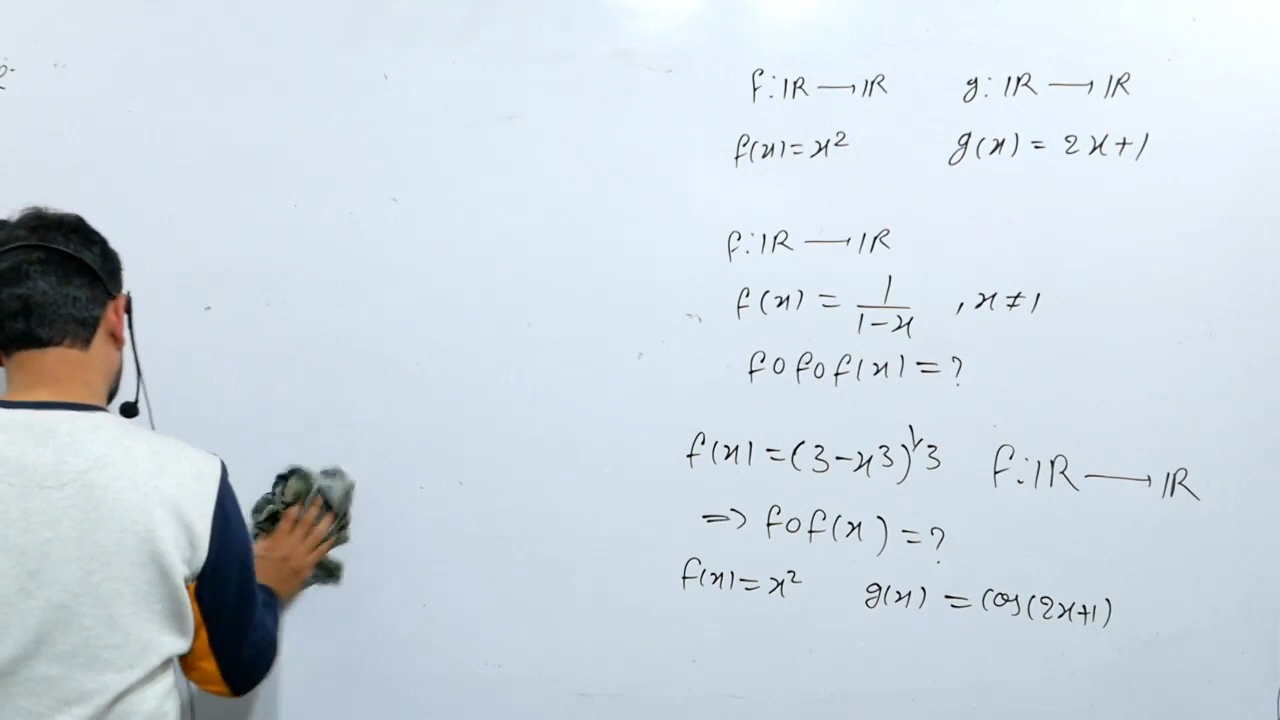 f: IR → IR g: IR → IR
f(x) = x² g(x) = 2x+1
f: IR → IR
f(x) = 1/(1-x) , x ≠ 1
fofof(x) = ?
f(x) = (3-x3)^1/3 f: IR → IR
=> fof(x) = ?
f(x) = x² g(x) = cos(2x+1)